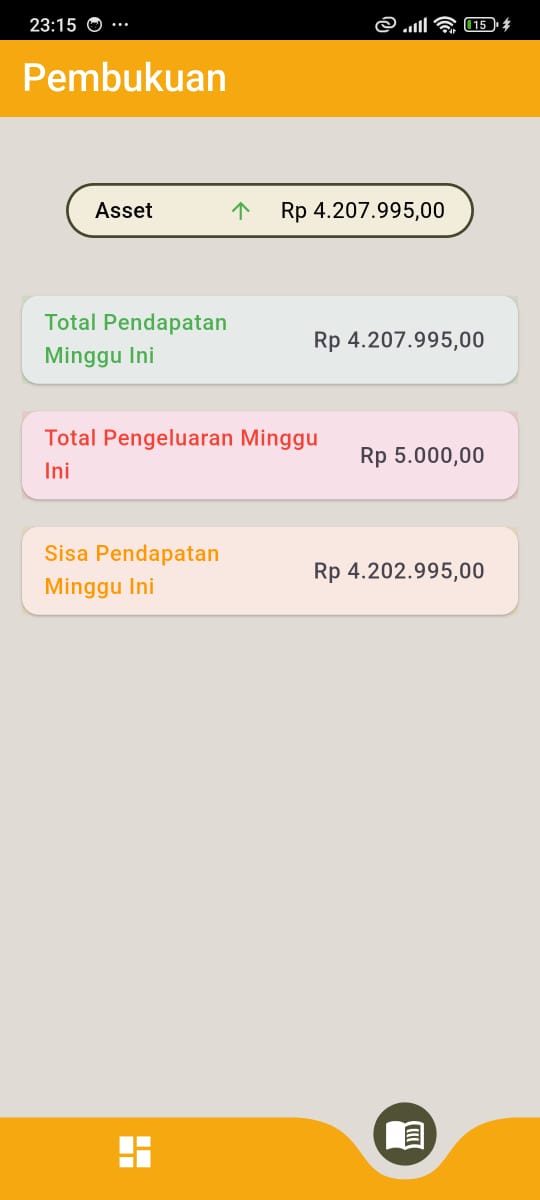 23:15
15
Pembukuan
Asset Rp 4.207.995,00
Total Pendapatan
Minggu Ini
Rp 4.207.995,00
Total Pengeluaran Minggu
Ini
Rp 5.000,00
Sisa Pendapatan
Minggu Ini
Rp 4.202.995,00